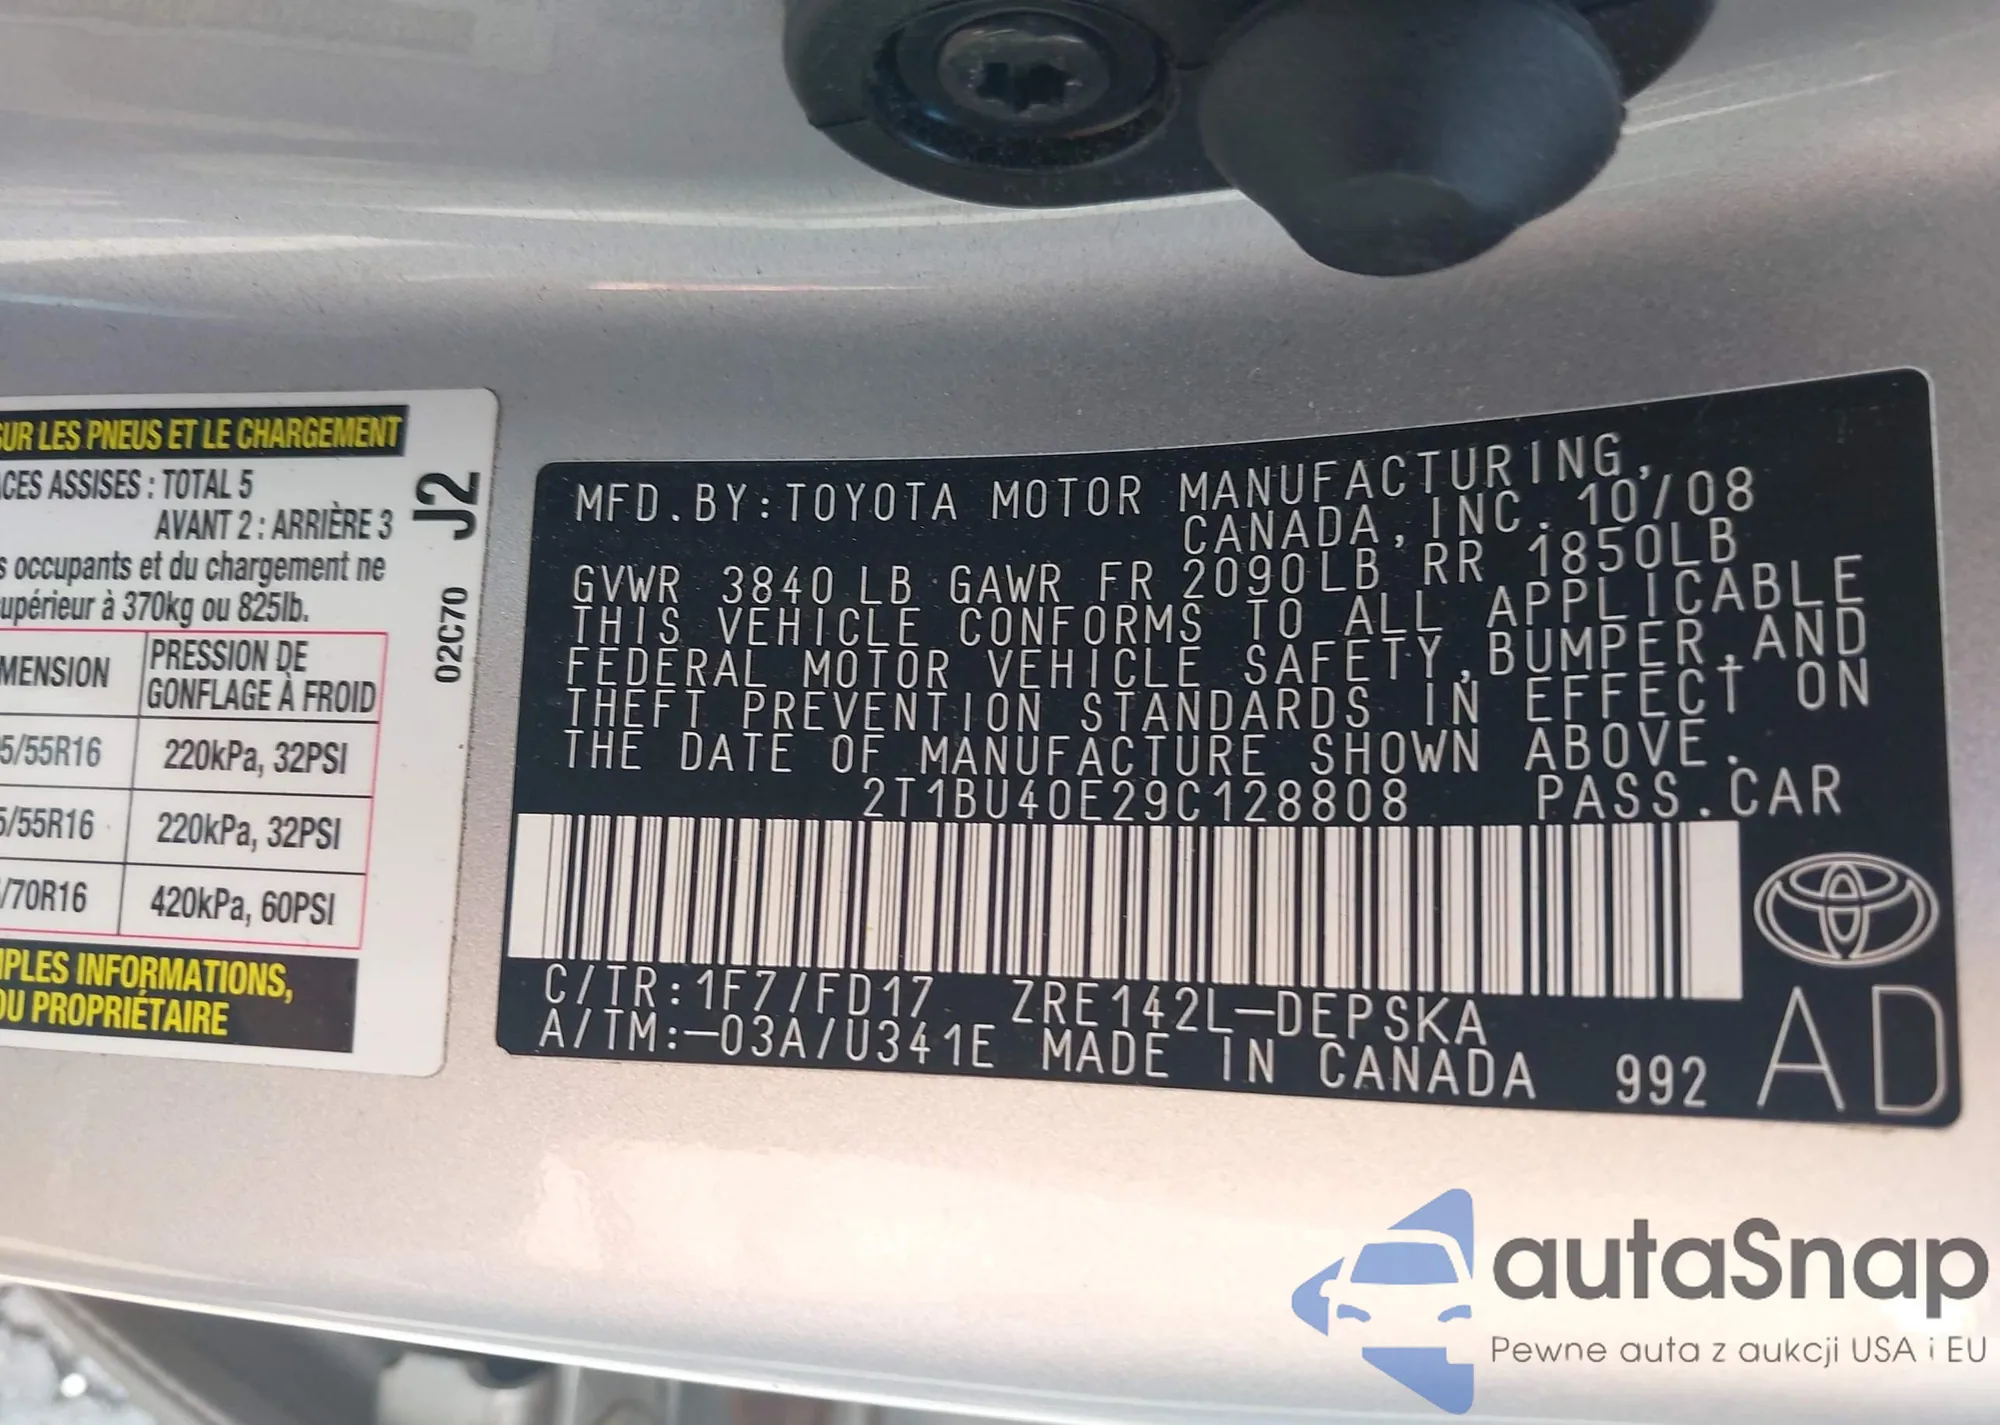 SUR LES PNEUS ET LE CHARGEMENT
ACES ASSISES : TOTAL 5
AVANT 2 : ARRIÈRE 3
s occupants et du chargement ne
upérieur à 370kg ou 825lb.
MENSION PRESSION DE
GONFLAGE À FROID
5/55R16 220kPa, 32PSI
5/55R16 220kPa, 32PSI
/70R16 420kPa, 60PSI
MPLES INFORMATIONS,
DU PROPRIÉTAIRE
J2
02C70
MFD. BY: TOYOTA MOTOR MANUFACTURING,
CANADA, INC. 10/08
GVWR 3840 LB GAWR FR 2090LB RR 1850LB
THIS VEHICLE CONFORMS TO ALL APPLICABLE
FEDERAL MOTOR VEHICLE SAFETY, BUMPER, AND
THEFT PREVENTION STANDARDS IN EFFECT ON
THE DATE OF MANUFACTURE SHOWN ABOVE.
2T1BU40E29C128808 PASS. CAR
C/TR: 1F7/FD17 ZRE142L-DEPSKA
A/TM:-03A/U341E MADE IN CANADA 992
AD
autaSnap
Pewne auta z aukcji USA i EU